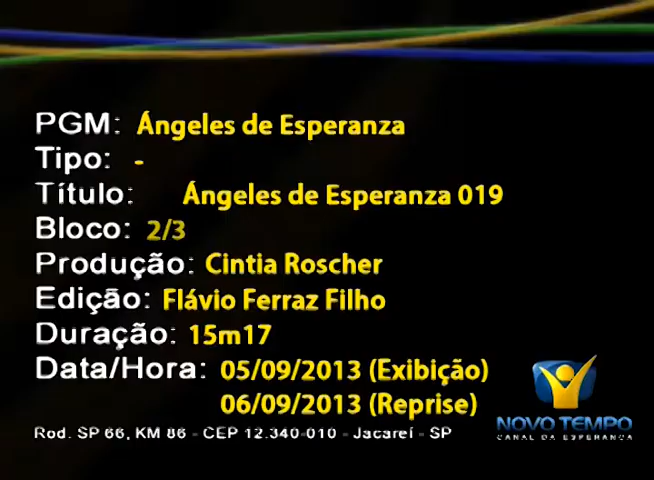 PGM: Ángeles de Esperanza
Tipo: -
Título: Ángeles de Esperanza 019
Bloco: 2/3
Produção: Cintia Roscher
Edição: Flávio Ferraz Filho
Duração: 15m17
Data/Hora: 05/09/2013 (Exibição)
06/09/2013 (Reprise)
NOVO TEMPO
CANAL DA ESPERANÇA
Rod. SP 66, KM 86 - CEP 12.340-010 - Jacareí - SP